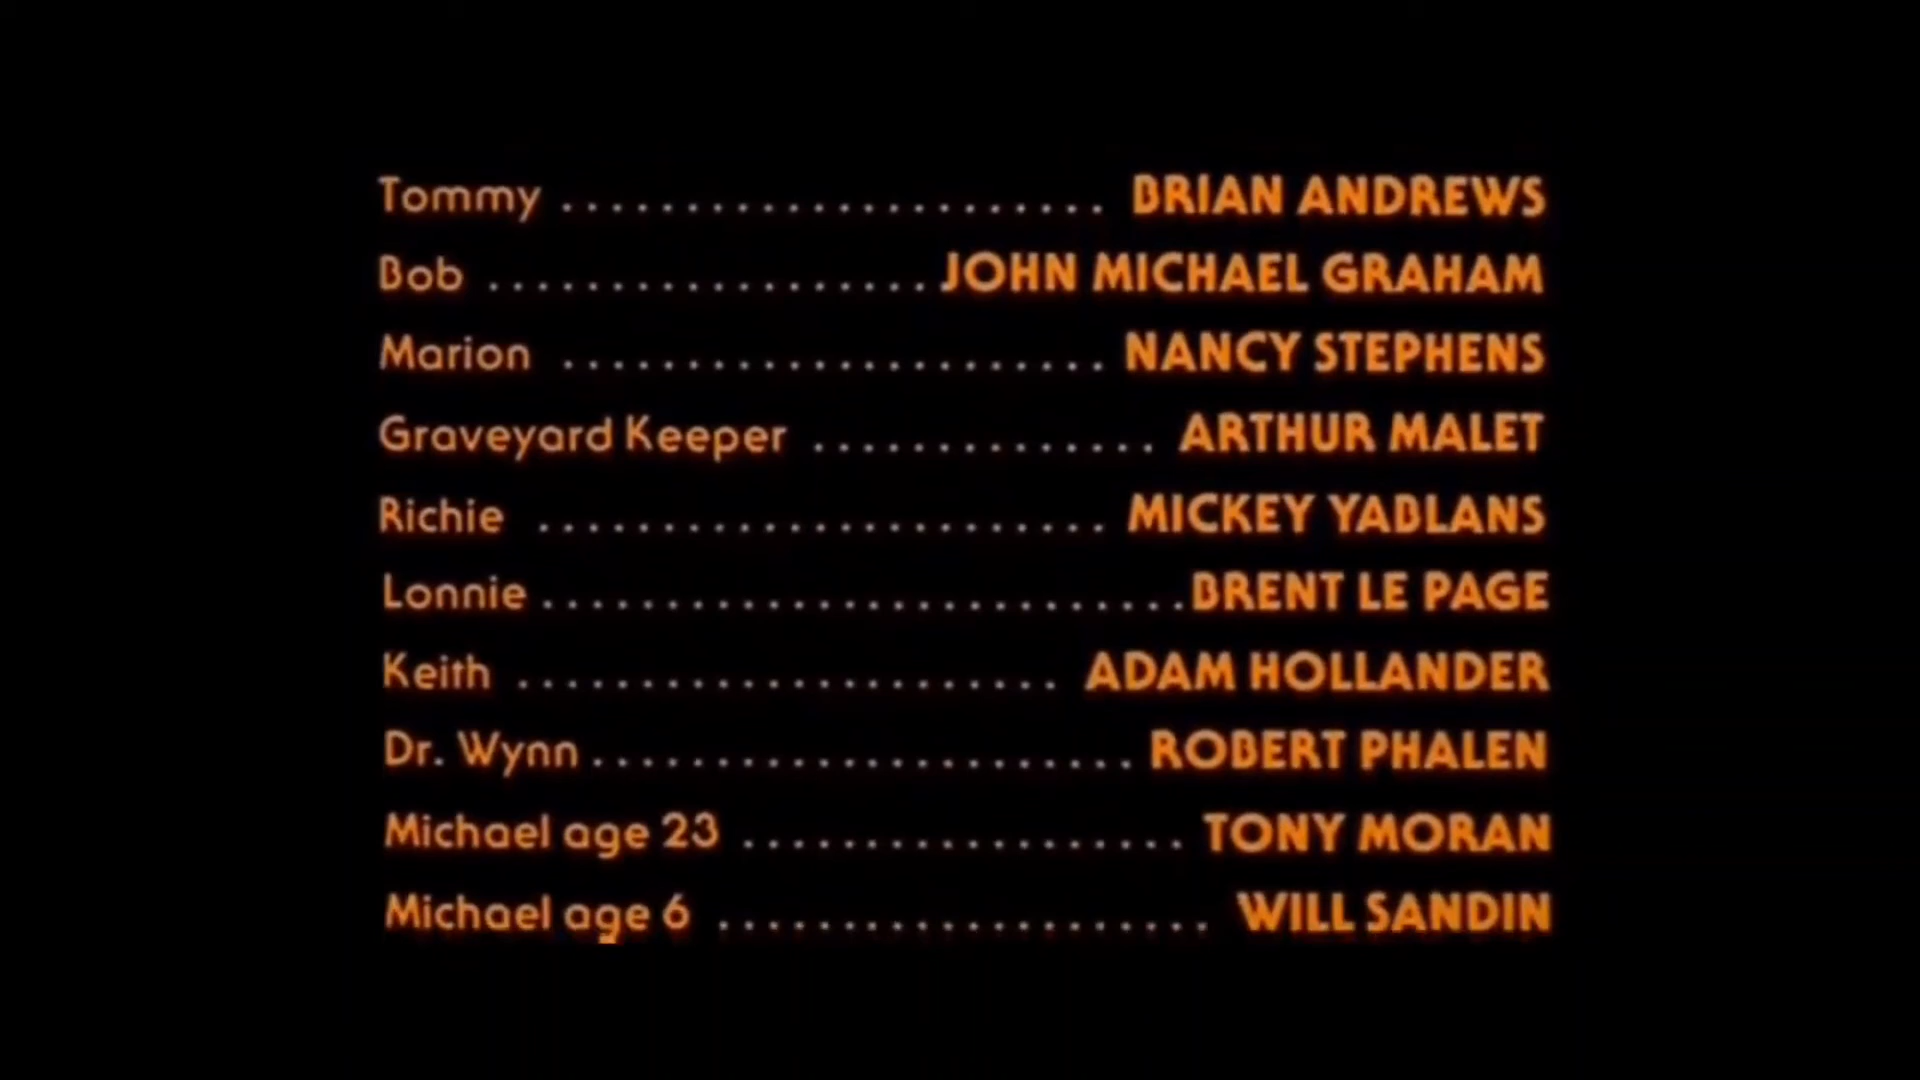 Tommy ...................... BRIAN ANDREWS
Bob ..................JOHN MICHAEL GRAHAM
Marion ...................... NANCY STEPHENS
Graveyard Keeper .............. ARTHUR MALET
Richie ....................... MICKEY YABLANS
Lonnie ..........................BRENT LE PAGE
Keith ...................... ADAM HOLLANDER
Dr. Wynn ...................... ROBERT PHALEN
Michael age 23 .................. TONY MORAN
Michael age 6 .................... WILL SANDIN